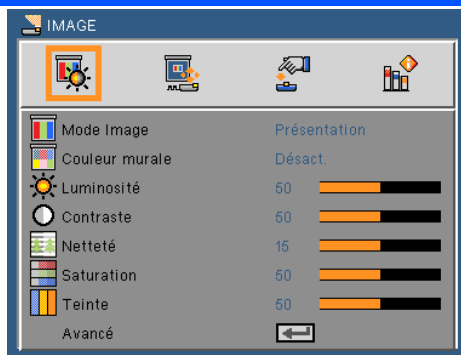 IMAGE
Mode Image Présentation
Couleur murale Désact.
Luminosité 50
Contraste 50
Netteté 15
Saturation 50
Teinte 50
Avancé